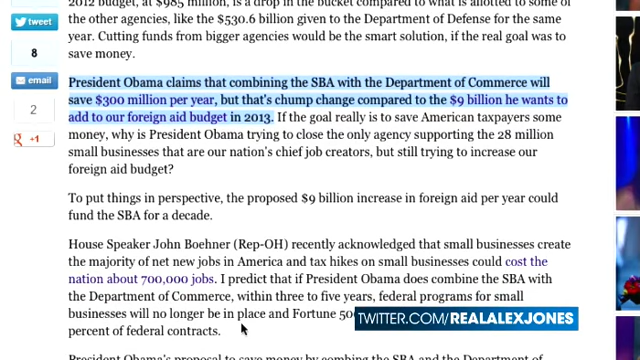 2012 budget, at $985 million, is a drop in the bucket compared to what is allotted to some of
the other agencies, like the $530.6 billion given to the Department of Defense for the same
year. Cutting funds from bigger agencies would be the smart solution, if the real goal was to
save money.
tweet
8
email
2
+1
President Obama claims that combining the SBA with the Department of Commerce will
save $300 million per year, but that's chump change compared to the $9 billion he wants to
add to our foreign aid budget in 2013. If the goal really is to save American taxpayers some
money, why is President Obama trying to close the only agency supporting the 28 million
small businesses that are our nation's chief job creators, but still trying to increase our
foreign aid budget?
To put things in perspective, the proposed $9 billion increase in foreign aid per year could
fund the SBA for a decade.
House Speaker John Boehner (Rep-OH) recently acknowledged that small businesses create
the majority of net new jobs in America and tax hikes on small businesses could cost the
nation about 700,000 jobs. I predict that if President Obama does combine the SBA with
the Department of Commerce, within three to five years, federal programs for small
businesses will no longer be in place and Fortune
percent of federal contracts.
TWITTER.COM/REALALEXJONES
President Obama's proposal to save money by combing the SBA and the Department of